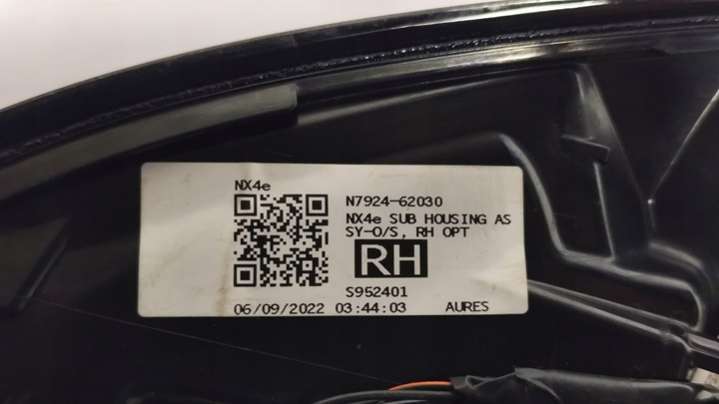 NX4e
N7924-62030
NX4e SUB HOUSING AS
SY-O/S, RH OPT
RH
S952401
06/09/2022 03:44:03 AURES